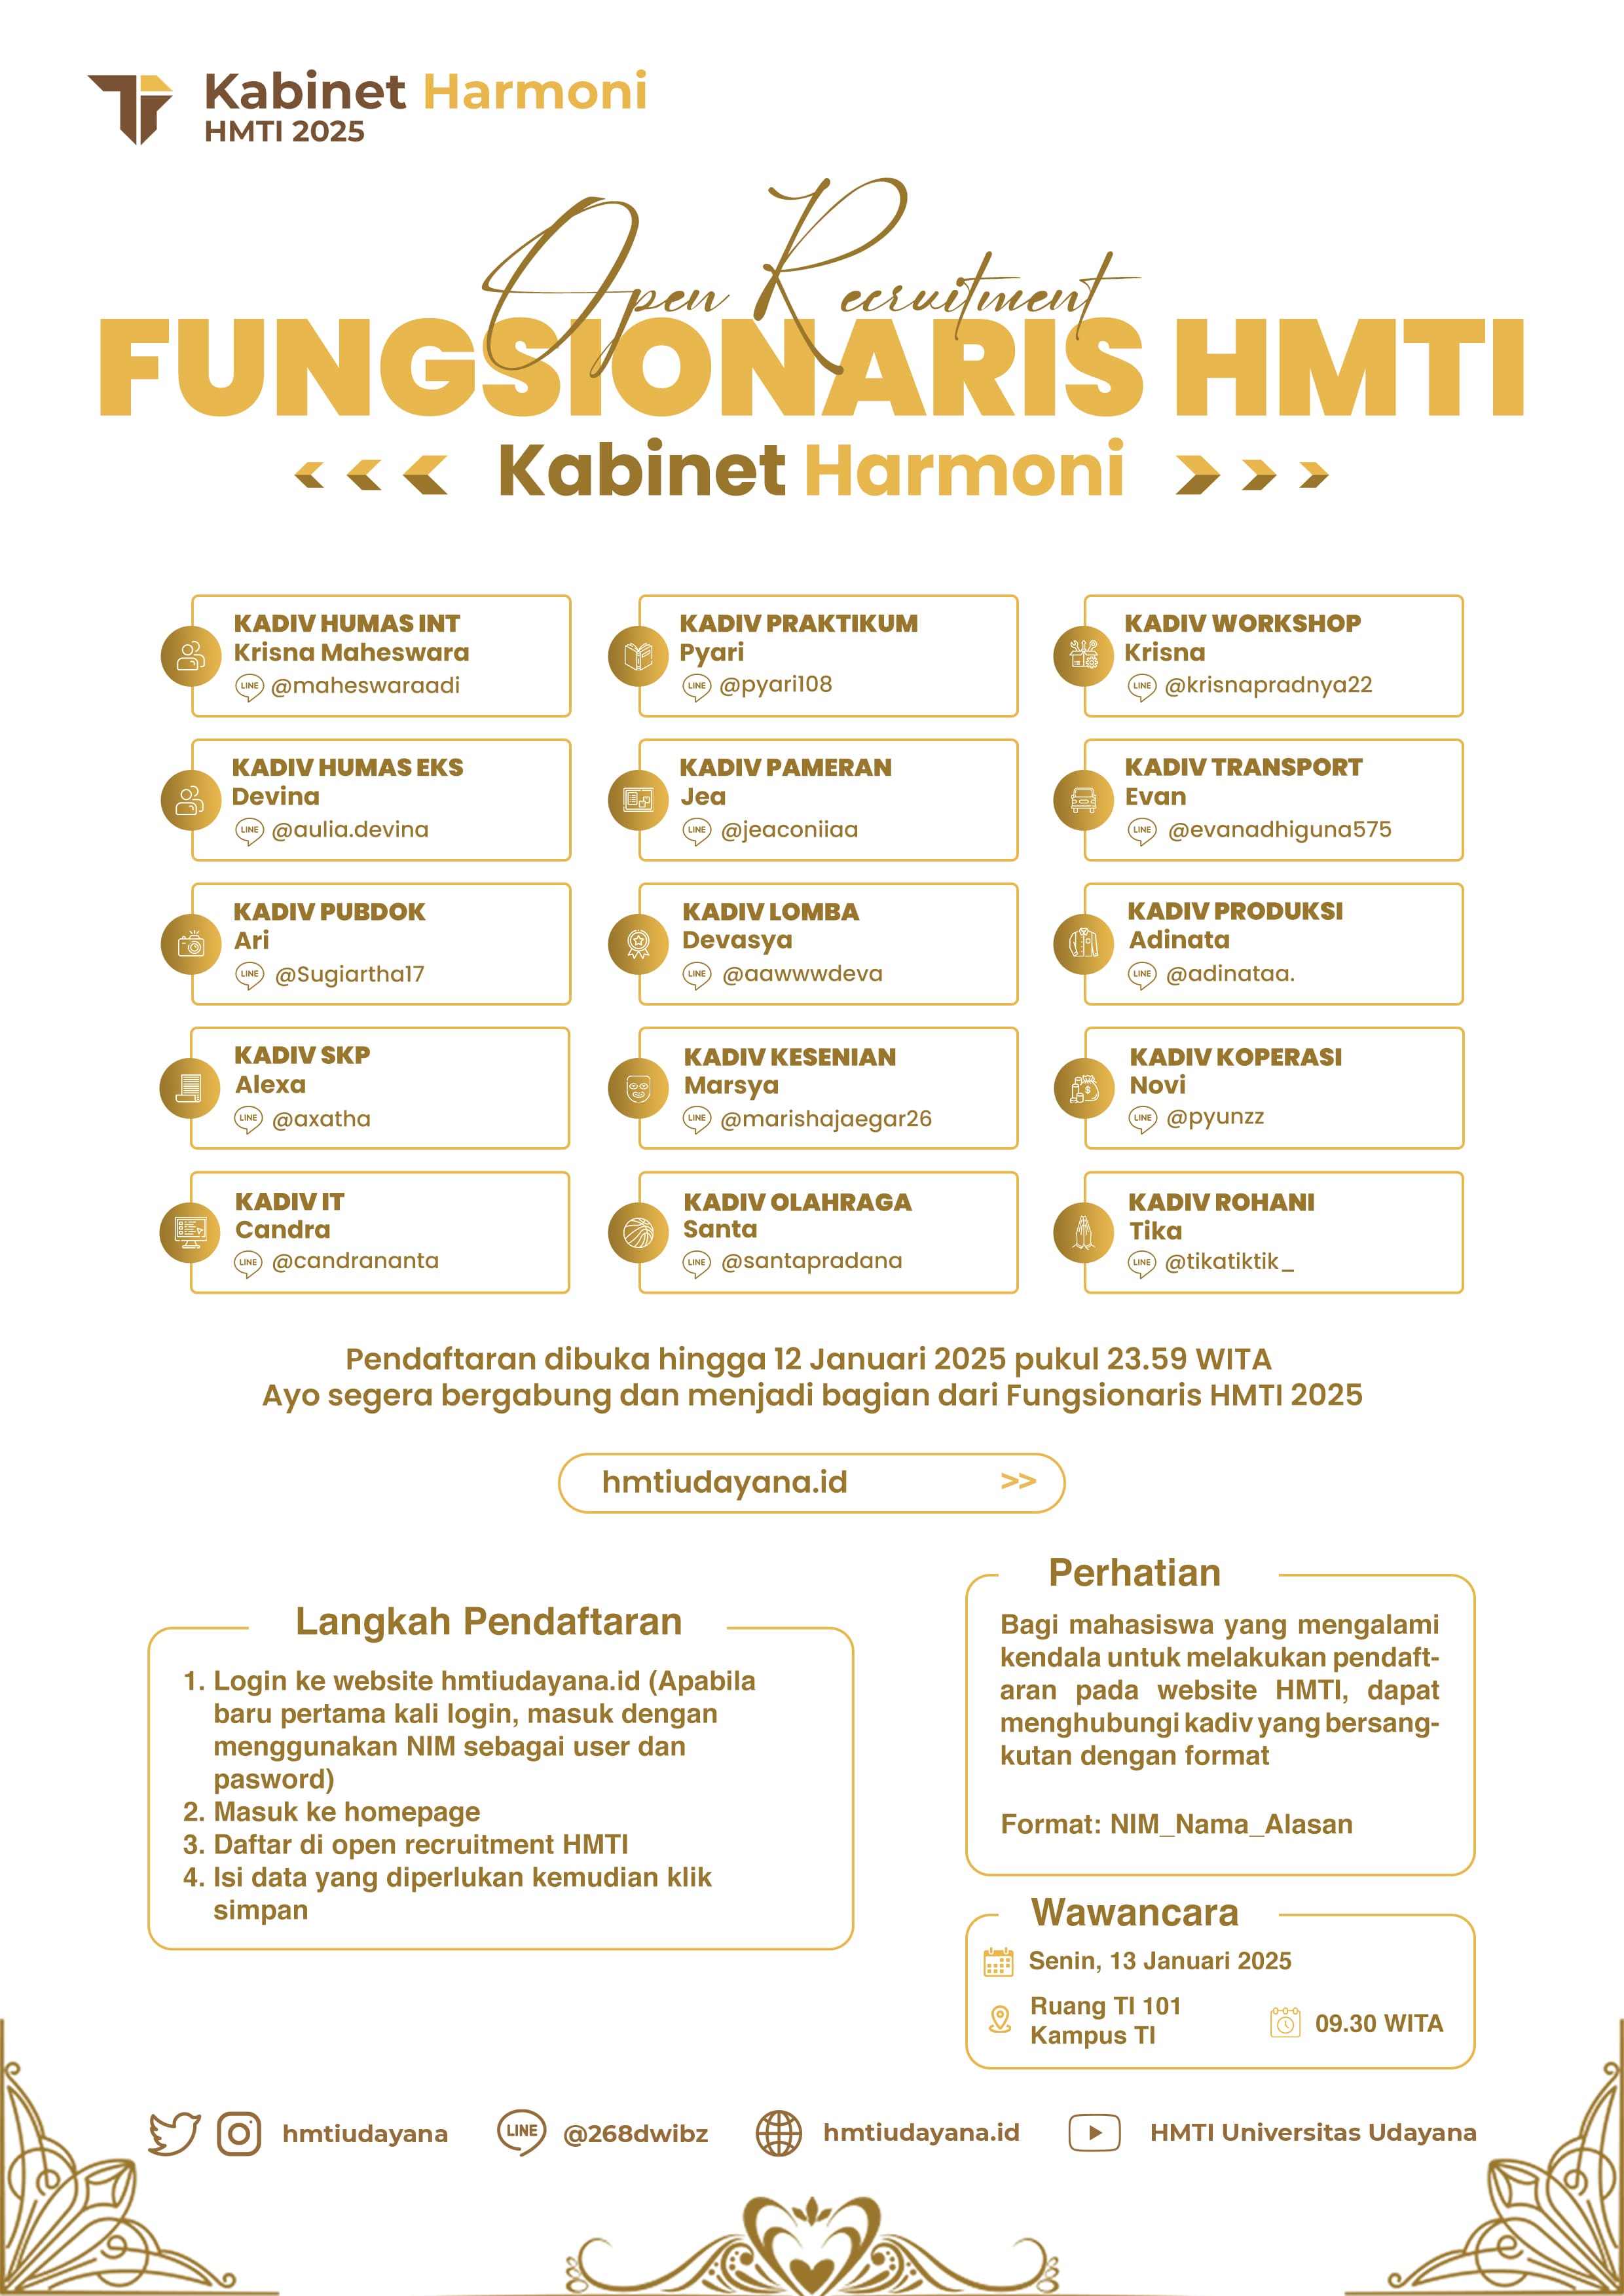 Kabinet Harmoni
HMTI 2025
Open Recruitment
FUNGSIONARIS HMTI
Kabinet Harmoni
KADIV HUMAS INT
Krisna Maheswara
LINE @maheswaraadi
KADIV PRAKTIKUM
Pyari
LINE @pyari108
KADIV WORKSHOP
Krisna
LINE @krisnapradnya22
KADIV HUMAS EKS
Devina
LINE @aulia.devina
KADIV PAMERAN
Jea
LINE @jeaconiiaa
KADIV TRANSPORT
Evan
LINE @evanadhiguna575
KADIV PUBDOK
Ari
LINE @Sugiartha17
KADIV LOMBA
Devasya
LINE @aawwwdeva
KADIV PRODUKSI
Adinata
LINE @adinataa.
KADIV SKP
Alexa
LINE @axatha
KADIV KESENIAN
Marsya
LINE @marishajaegar26
KADIV KOPERASI
Novi
LINE @pyunzz
KADIV IT
Candra
LINE @candrananta
KADIV OLAHRAGA
Santa
LINE @santapradana
KADIV ROHANI
Tika
LINE @tikatiktik_
Pendaftaran dibuka hingga 12 Januari 2025 pukul 23.59 WITA
Ayo segera bergabung dan menjadi bagian dari Fungsionaris HMTI 2025
hmtiudayana.id >>
Langkah Pendaftaran
1. Login ke website hmtiudayana.id (Apabila
baru pertama kali login, masuk dengan
menggunakan NIM sebagai user dan
pasword)
2. Masuk ke homepage
3. Daftar di open recruitment HMTI
4. Isi data yang diperlukan kemudian klik
simpan
Perhatian
Bagi mahasiswa yang mengalami
kendala untuk melakukan pendaft-
aran pada website HMTI, dapat
menghubungi kadiv yang bersang-
kutan dengan format
Format: NIM_Nama_Alasan
Wawancara
Senin, 13 Januari 2025
Ruang TI 101
Kampus TI
09.30 WITA
hmtiudayana
LINE @268dwibz
hmtiudayana.id
HMTI Universitas Udayana